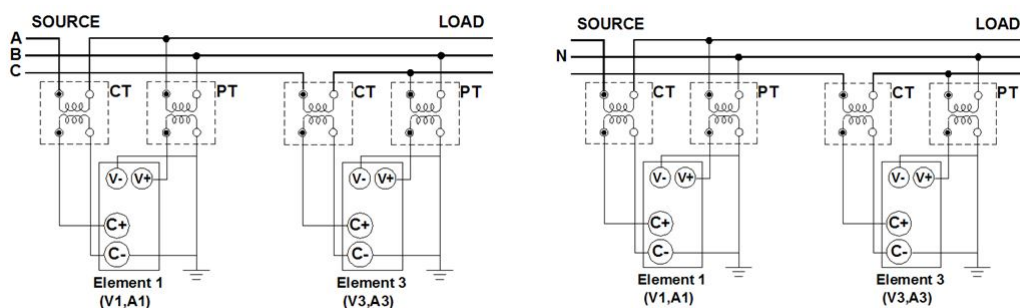 SOURCE LOAD
A
B
C
CT PT CT PT
V- V+ V- V+
C+ C+
C- C-
Element 1 Element 3
(V1,A1) (V3,A3)
SOURCE LOAD
N
CT PT CT PT
V- V+ V- V+
C+ C+
C- C-
Element 1 Element 3
(V1,A1) (V3,A3)